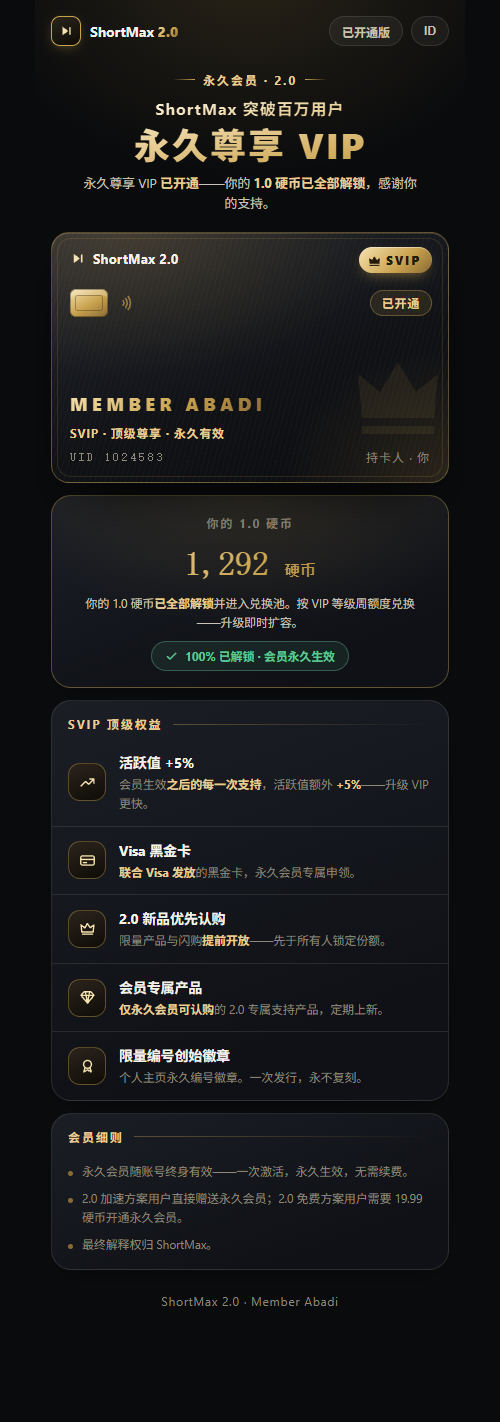 ShortMax 2.0
已开通版
ID
永久会员 · 2.0
ShortMax 突破百万用户
永久尊享 VIP
永久尊享 VIP 已开通——你的 1.0 硬币已全部解锁，感谢你
的支持。
ShortMax 2.0
SVIP
已开通
MEMBER ABADI
SVIP · 顶级尊享 · 永久有效
UID 1024583
持卡人 · 你
你的 1.0 硬币
1,292 硬币
你的 1.0 硬币已全部解锁并进入兑换池。按 VIP 等级周额度兑换
——升级即时扩容。
100% 已解锁 · 会员永久生效
SVIP 顶级权益
活跃值 +5%
会员生效之后的每一次支持，活跃值额外 +5%——升级 VIP
更快。
Visa 黑金卡
联合 Visa 发放的黑金卡，永久会员专属申领。
2.0 新品优先认购
限量产品与闪购提前开放——先于所有人锁定份额。
会员专属产品
仅永久会员可认购的 2.0 专属支持产品，定期上新。
限量编号创始徽章
个人主页永久编号徽章。一次发行，永不复刻。
会员细则
永久会员随账号终身有效——一次激活，永久生效，无需续费。
2.0 加速方案用户直接赠送永久会员；2.0 免费方案用户需要 19.99
硬币开通永久会员。
最终解释权归 ShortMax。
ShortMax 2.0 · Member Abadi